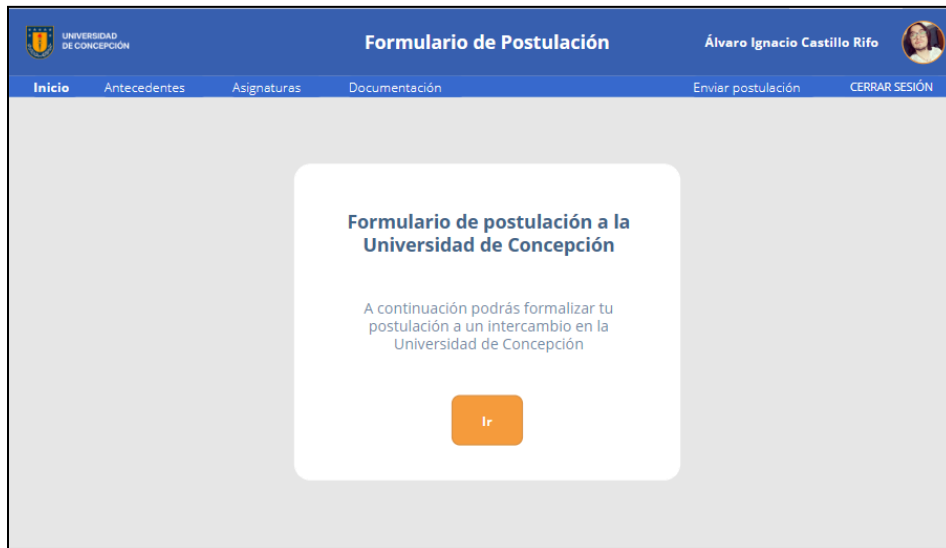 UNIVERSIDAD
DE CONCEPCIÓN
Formulario de Postulación
Álvaro Ignacio Castillo Rifo
Inicio Antecedentes Asignaturas Documentación Enviar postulación CERRAR SESIÓN
Formulario de postulación a la
Universidad de Concepción
A continuación podrás formalizar tu
postulación a un intercambio en la
Universidad de Concepción
Ir